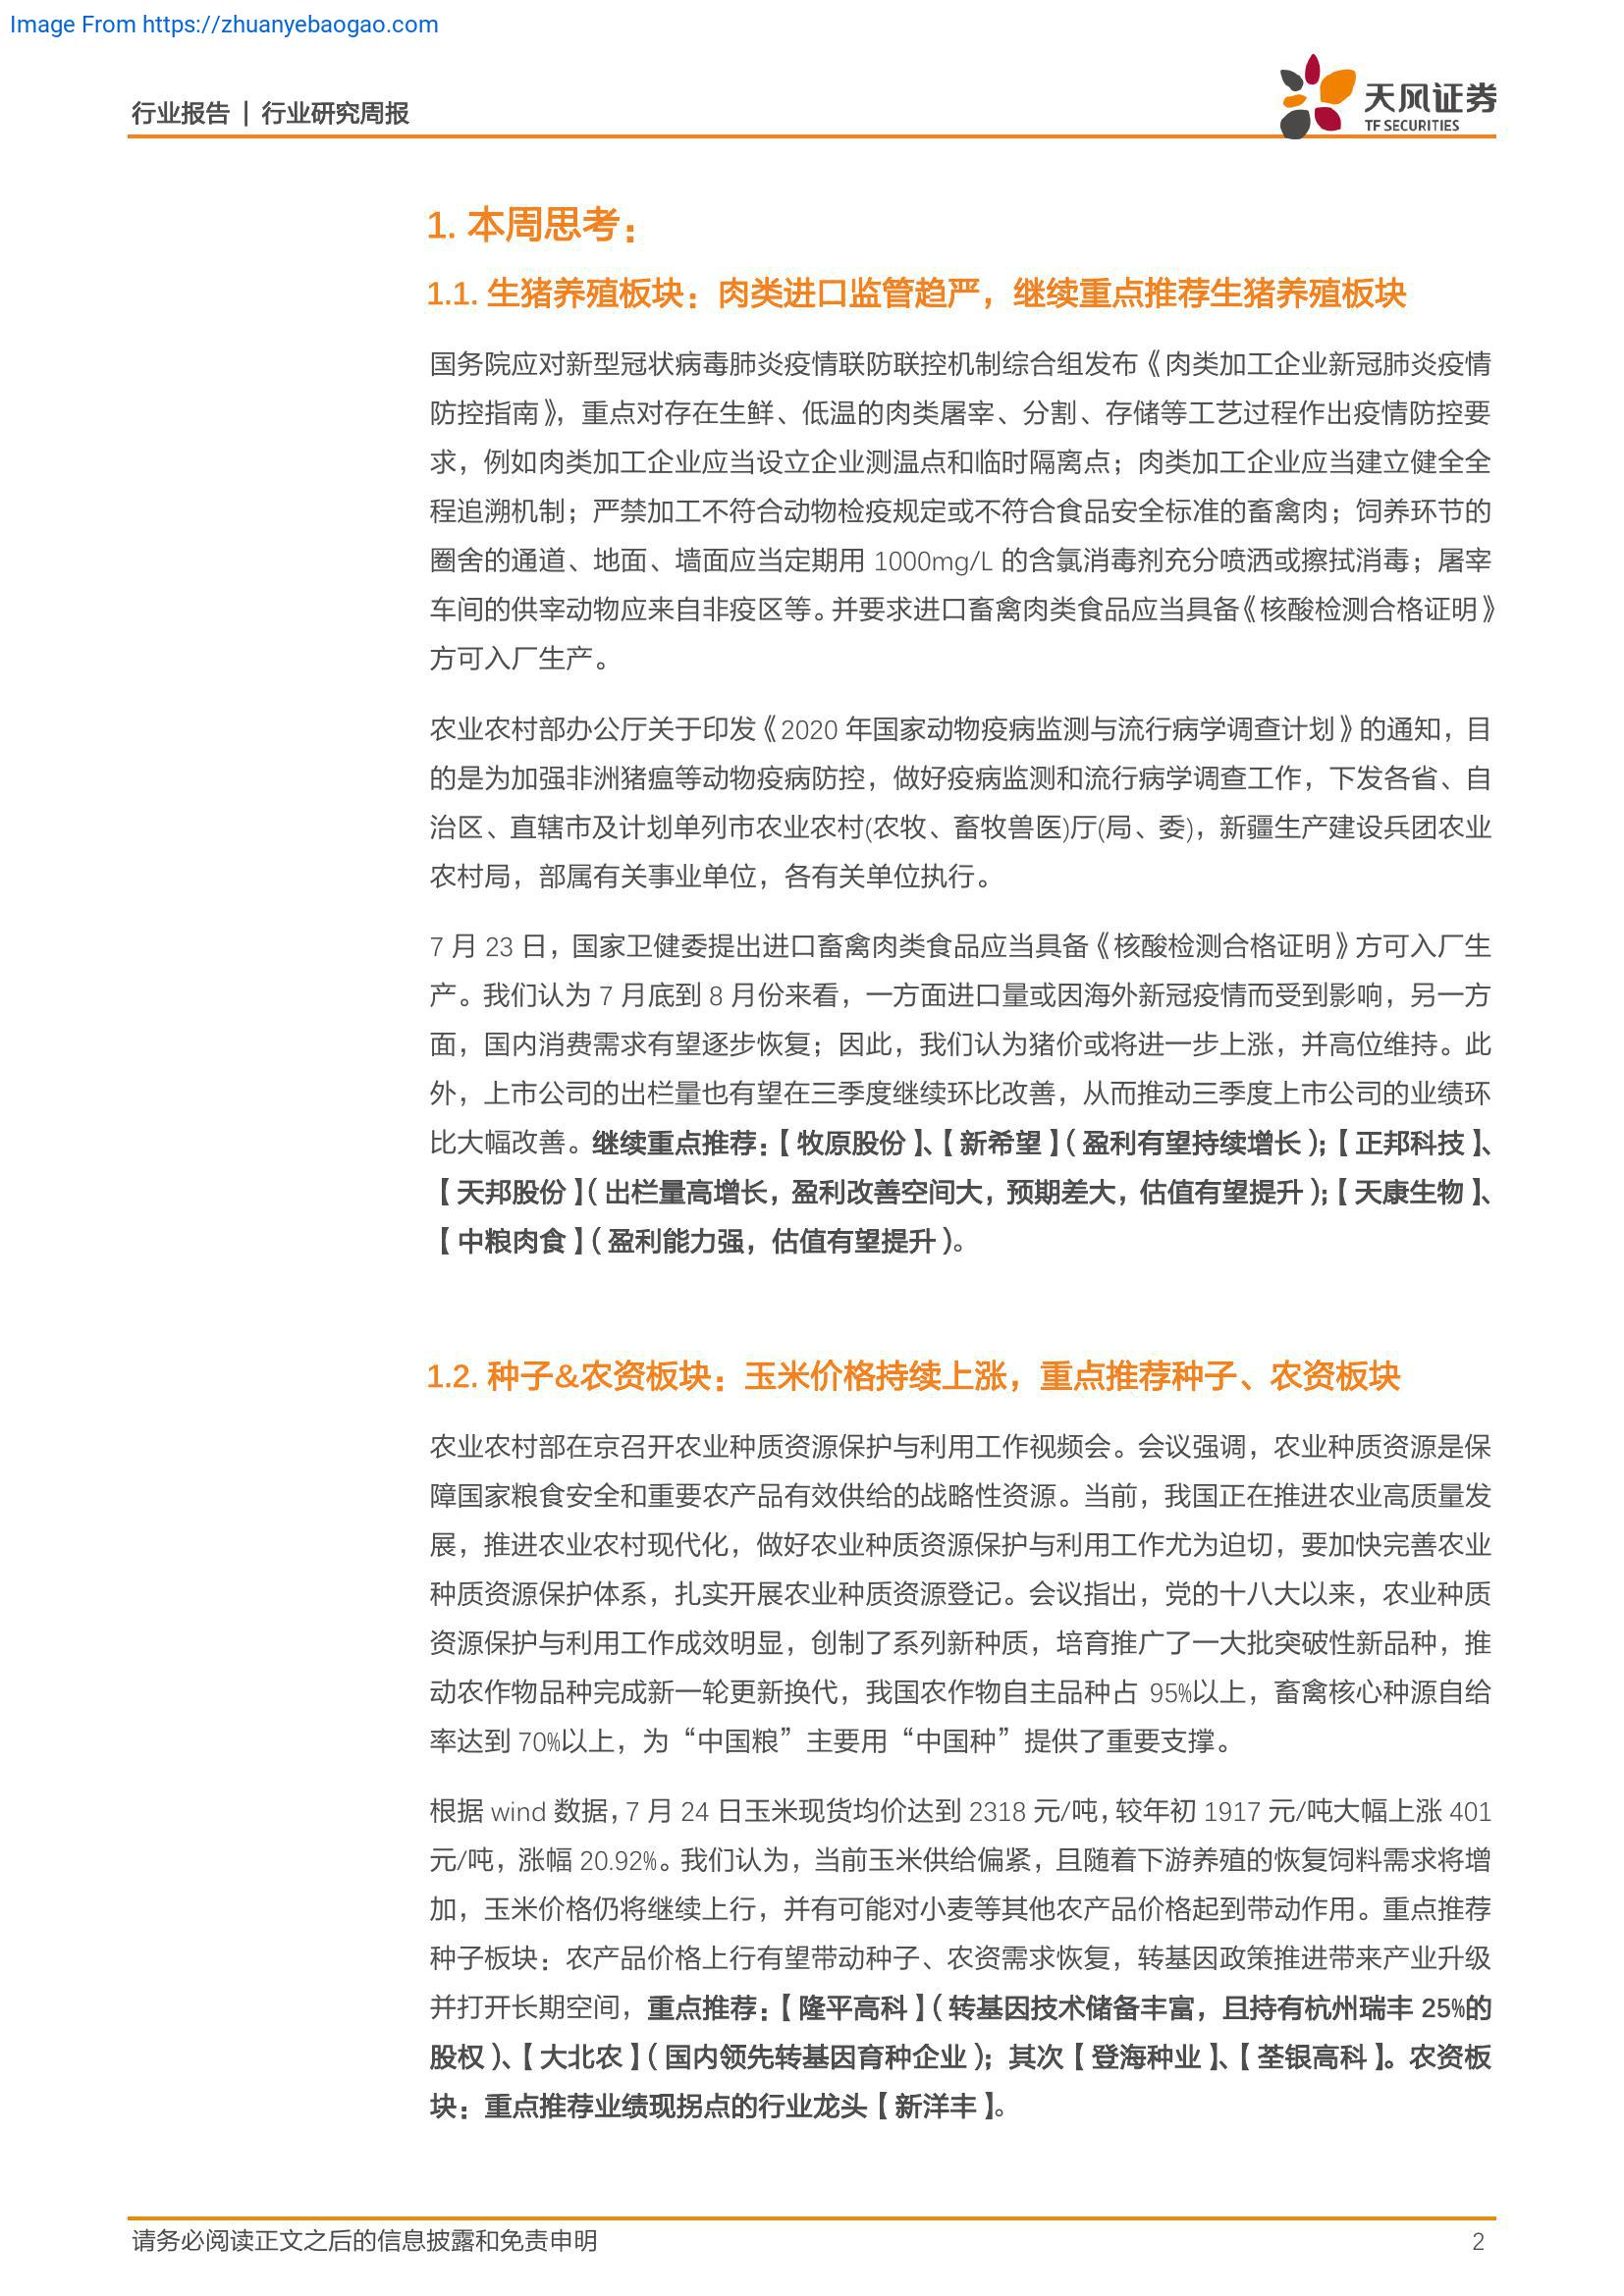 Image From https://zhuanyebaogao.com
行业报告 | 行业研究周报
天风证券
TF SECURITIES
1. 本周思考：
1.1. 生猪养殖板块：肉类进口监管趋严，继续重点推荐生猪养殖板块
国务院应对新型冠状病毒肺炎疫情联防联控机制综合组发布《肉类加工企业新冠肺炎疫情
防控指南》，重点对存在生鲜、低温的肉类屠宰、分割、存储等工艺过程作出疫情防控要
求，例如肉类加工企业应当设立企业测温点和临时隔离点；肉类加工企业应当建立健全全
程追溯机制；严禁加工不符合动物检疫规定或不符合食品安全标准的畜禽肉；饲养环节的
圈舍的通道、地面、墙面应当定期用 1000mg/L 的含氯消毒剂充分喷洒或擦拭消毒；屠宰
车间的供宰动物应来自非疫区等。并要求进口畜禽肉类食品应当具备《核酸检测合格证明》
方可入厂生产。
农业农村部办公厅关于印发《2020 年国家动物疫病监测与流行病学调查计划》的通知，目
的是为加强非洲猪瘟等动物疫病防控，做好疫病监测和流行病学调查工作，下发各省、自
治区、直辖市及计划单列市农业农村(农牧、畜牧兽医)厅(局、委)，新疆生产建设兵团农业
农村局，部属有关事业单位，各有关单位执行。
7 月 23 日，国家卫健委提出进口畜禽肉类食品应当具备《核酸检测合格证明》方可入厂生
产。我们认为 7 月底到 8 月份来看，一方面进口量或因海外新冠疫情而受到影响，另一方
面，国内消费需求有望逐步恢复；因此，我们认为猪价或将进一步上涨，并高位维持。此
外，上市公司的出栏量也有望在三季度继续环比改善，从而推动三季度上市公司的业绩环
比大幅改善。继续重点推荐：【牧原股份】、【新希望】（盈利有望持续增长）；【正邦科技】、
【天邦股份】（出栏量高增长，盈利改善空间大，预期差大，估值有望提升）；【天康生物】、
【中粮肉食】（盈利能力强，估值有望提升）。
1.2. 种子&农资板块：玉米价格持续上涨，重点推荐种子、农资板块
农业农村部在京召开农业种质资源保护与利用工作视频会。会议强调，农业种质资源是保
障国家粮食安全和重要农产品有效供给的战略性资源。当前，我国正在推进农业高质量发
展，推进农业农村现代化，做好农业种质资源保护与利用工作尤为迫切，要加快完善农业
种质资源保护体系，扎实开展农业种质资源登记。会议指出，党的十八大以来，农业种质
资源保护与利用工作成效明显，创制了系列新种质，培育推广了一大批突破性新品种，推
动农作物品种完成新一轮更新换代，我国农作物自主品种占 95%以上，畜禽核心种源自给
率达到 70%以上，为“中国粮”主要用“中国种”提供了重要支撑。
根据 wind 数据，7 月 24 日玉米现货均价达到 2318 元/吨，较年初 1917 元/吨大幅上涨 401
元/吨，涨幅 20.92%。我们认为，当前玉米供给偏紧，且随着下游养殖的恢复饲料需求将增
加，玉米价格仍将继续上行，并有可能对小麦等其他农产品价格起到带动作用。重点推荐
种子板块：农产品价格上行有望带动种子、农资需求恢复，转基因政策推进带来产业升级
并打开长期空间，重点推荐：【隆平高科】（转基因技术储备丰富，且持有杭州瑞丰 25%的
股权）、【大北农】（国内领先转基因育种企业）；其次【登海种业】、【荃银高科】。农资板
块：重点推荐业绩现拐点的行业龙头【新洋丰】。
请务必阅读正文之后的信息披露和免责申明
2